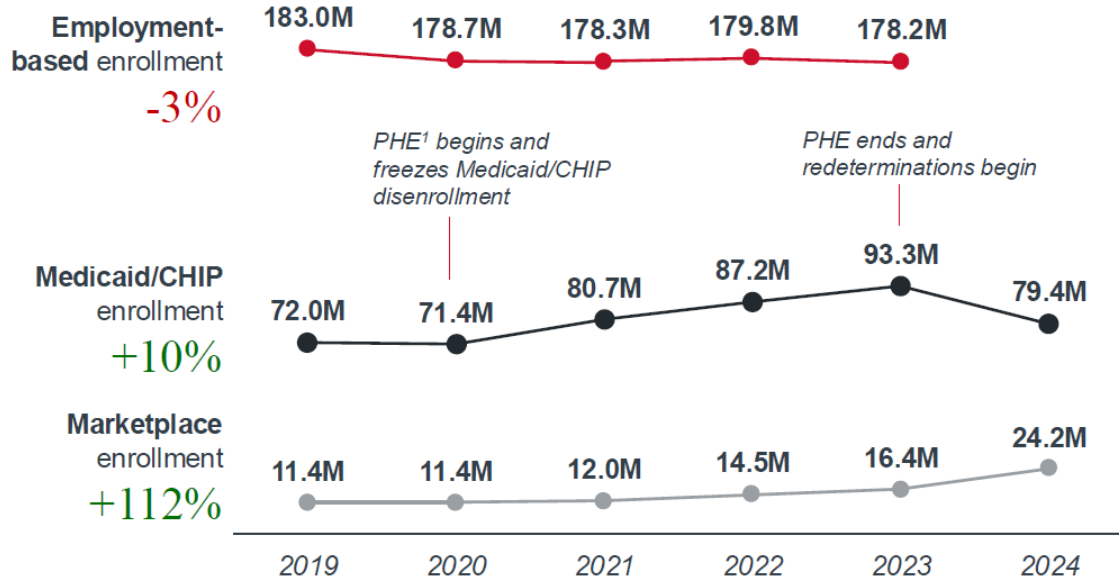 Employment-
based enrollment
-3%
183.0M 178.7M 178.3M 179.8M 178.2M
PHE¹ begins and
freezes Medicaid/CHIP
disenrollment
PHE ends and
redeterminations begin
Medicaid/CHIP
enrollment
+10%
72.0M 71.4M 80.7M 87.2M 93.3M 79.4M
Marketplace
enrollment
+112%
11.4M 11.4M 12.0M 14.5M 16.4M 24.2M
2019 2020 2021 2022 2023 2024